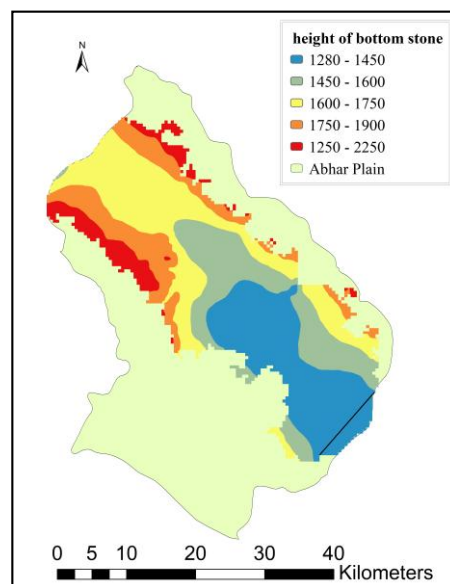 N
height of bottom stone
1280 - 1450
1450 - 1600
1600 - 1750
1750 - 1900
1250 - 2250
Abhar Plain
0 5 10 20 30 40
Kilometers